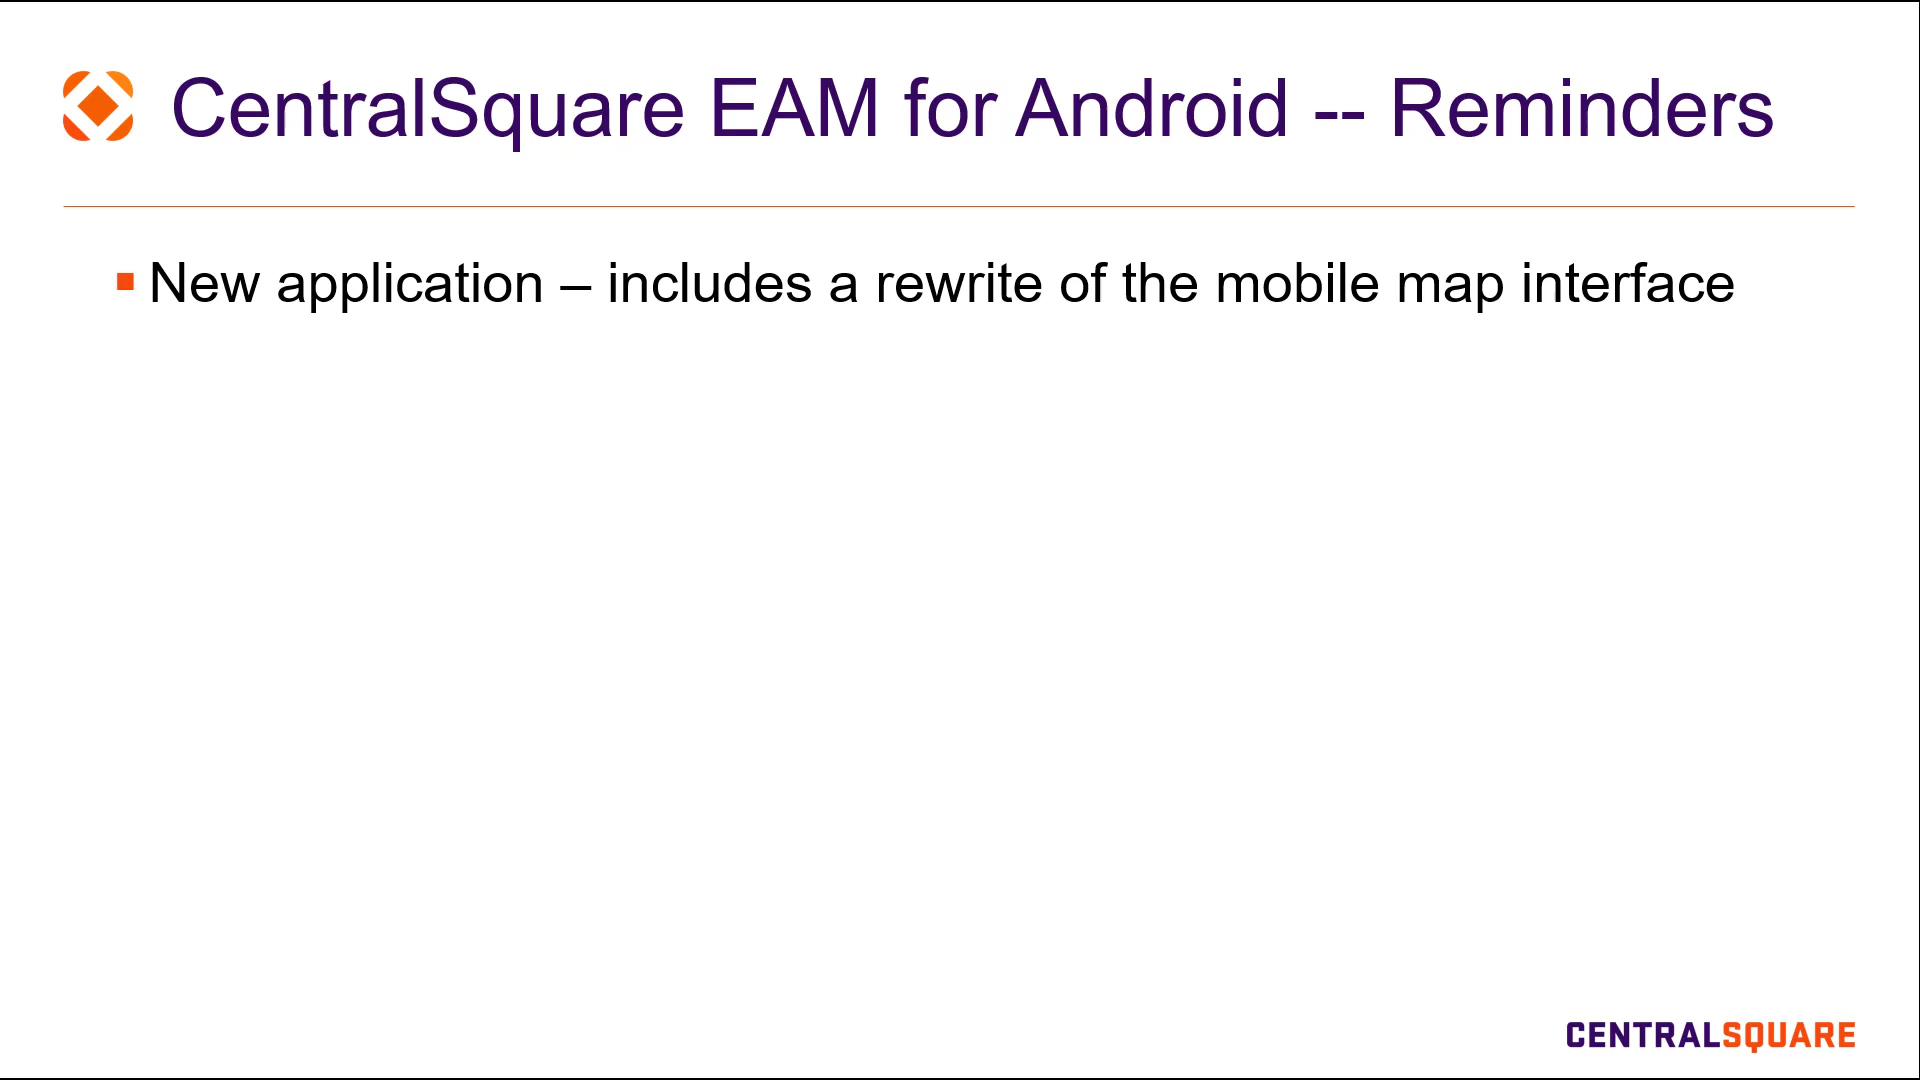 CentralSquare EAM for Android -- Reminders
▪ New application – includes a rewrite of the mobile map interface
CENTRALSQUARE